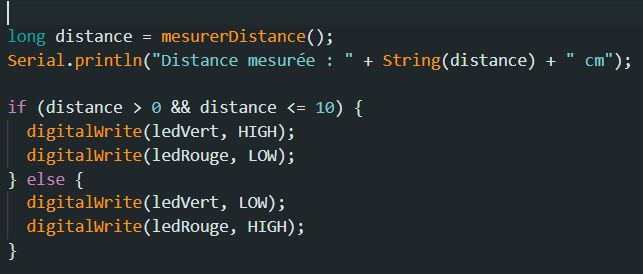 long distance = mesurerDistance();
Serial.println("Distance mesurée : " + String(distance) + " cm");
if (distance > 0 && distance <= 10) {
digitalWrite(ledVert, HIGH);
digitalWrite(ledRouge, LOW);
} else {
digitalWrite(ledVert, LOW);
digitalWrite(ledRouge, HIGH);
}